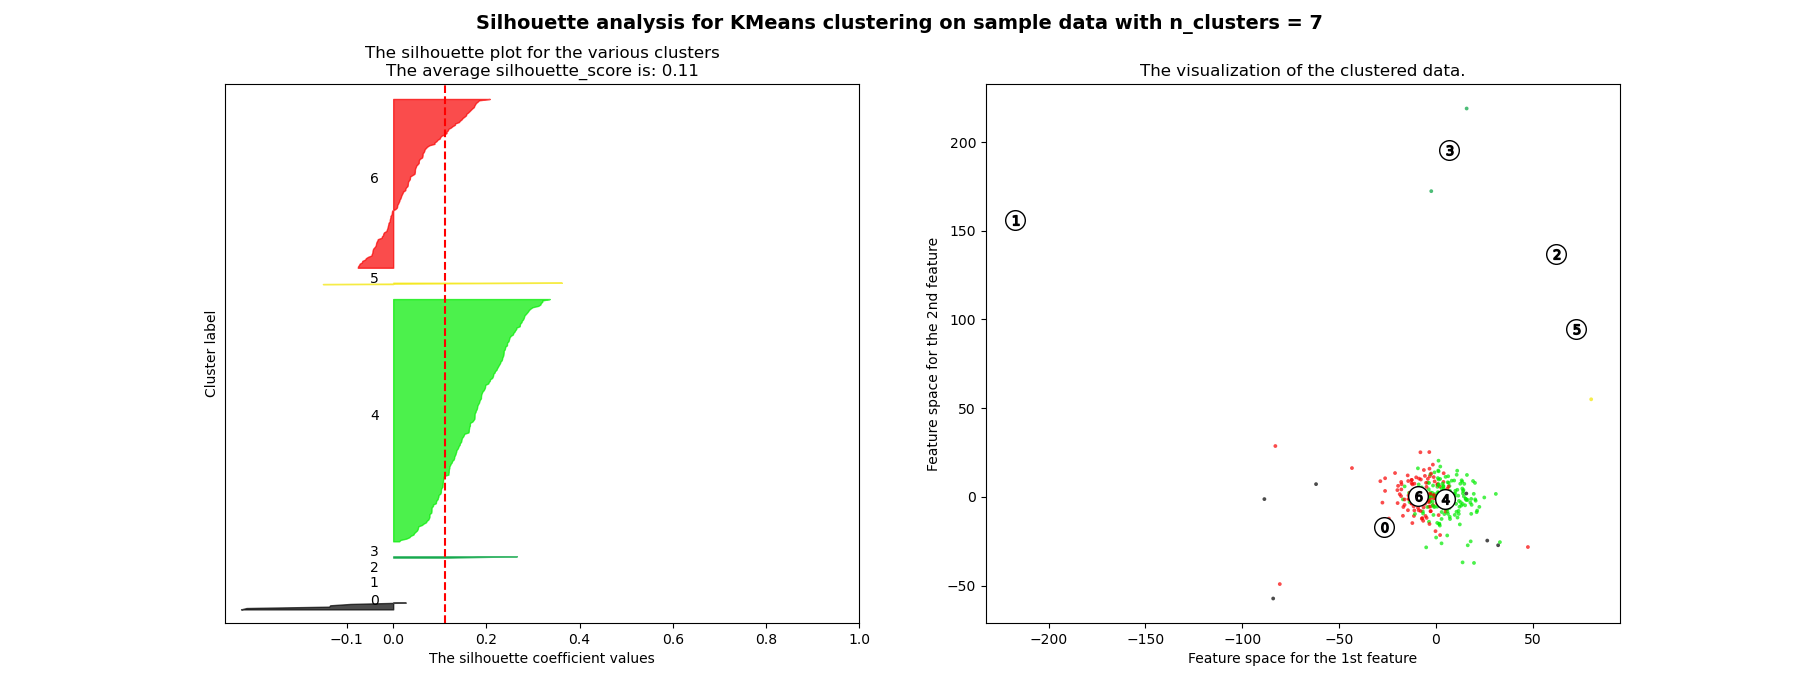 Silhouette analysis for KMeans clustering on sample data with n_clusters = 7
The silhouette plot for the various clusters
The average silhouette_score is: 0.11
Cluster label
6
5
4
3
2
1
0
−0.1 0.0 0.2 0.4 0.6 0.8 1.0
The silhouette coefficient values
The visualization of the clustered data.
Feature space for the 2nd feature
200
150
100
50
0
−50
3
1
2
5
6 4
0
−200 −150 −100 −50 0 50
Feature space for the 1st feature